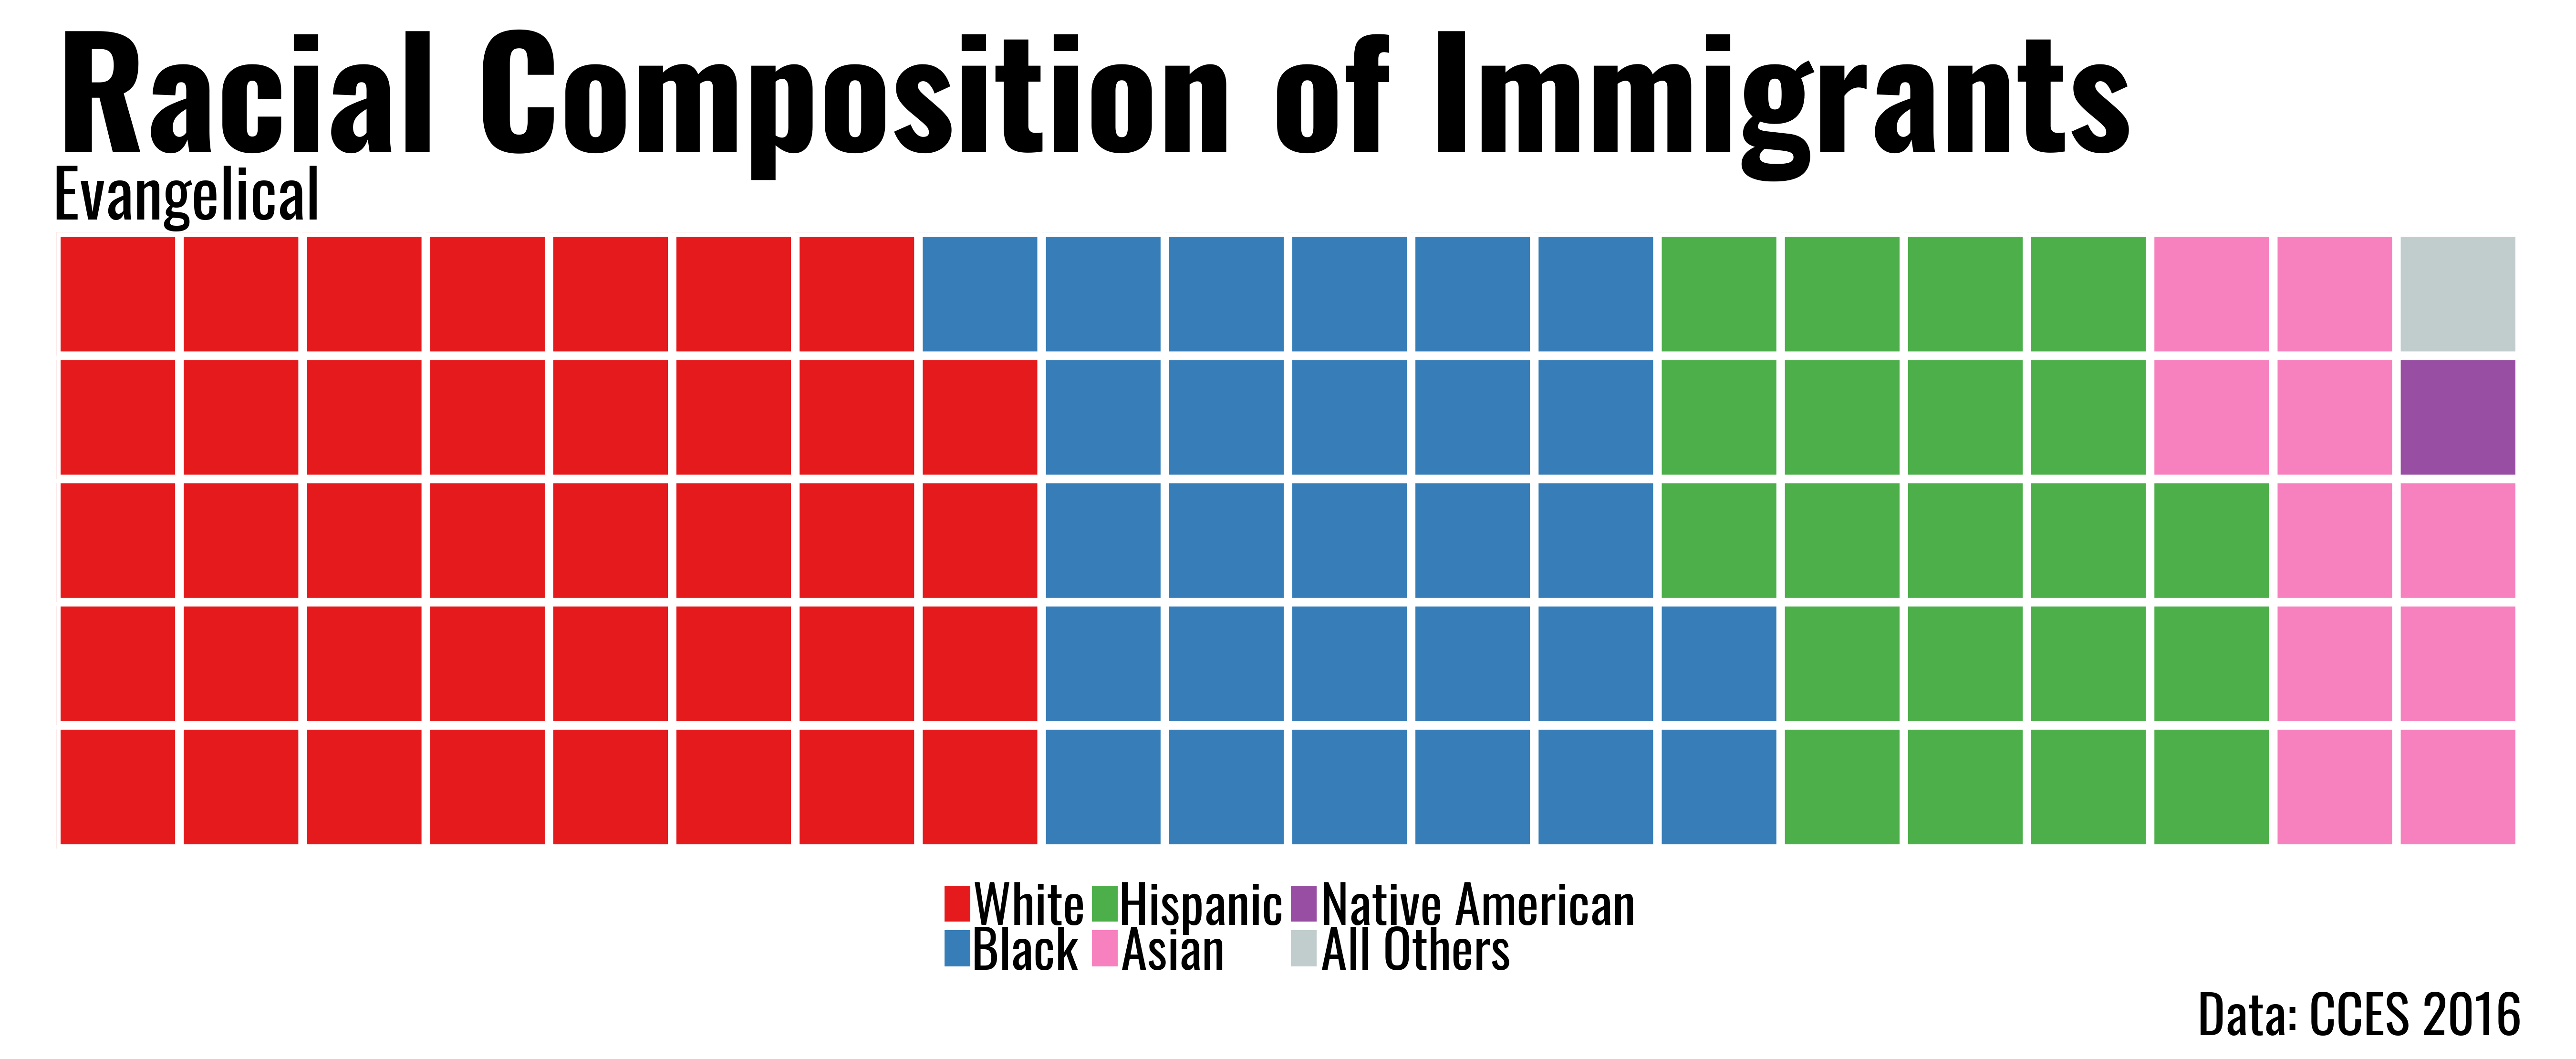 Racial Composition of Immigrants
Evangelical
White Hispanic Native American
Black Asian All Others
Data: CCES 2016